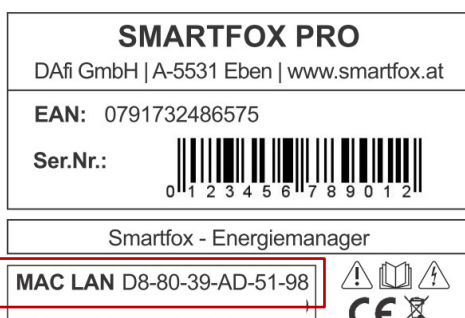 SMARTFOX PRO
DAfi GmbH | A-5531 Eben | www.smartfox.at
EAN: 0791732486575
Ser.Nr.:
0 1 2 3 4 5 6 7 8 9 0 1 2
Smartfox - Energiemanager
MAC LAN D8-80-39-AD-51-98
CE